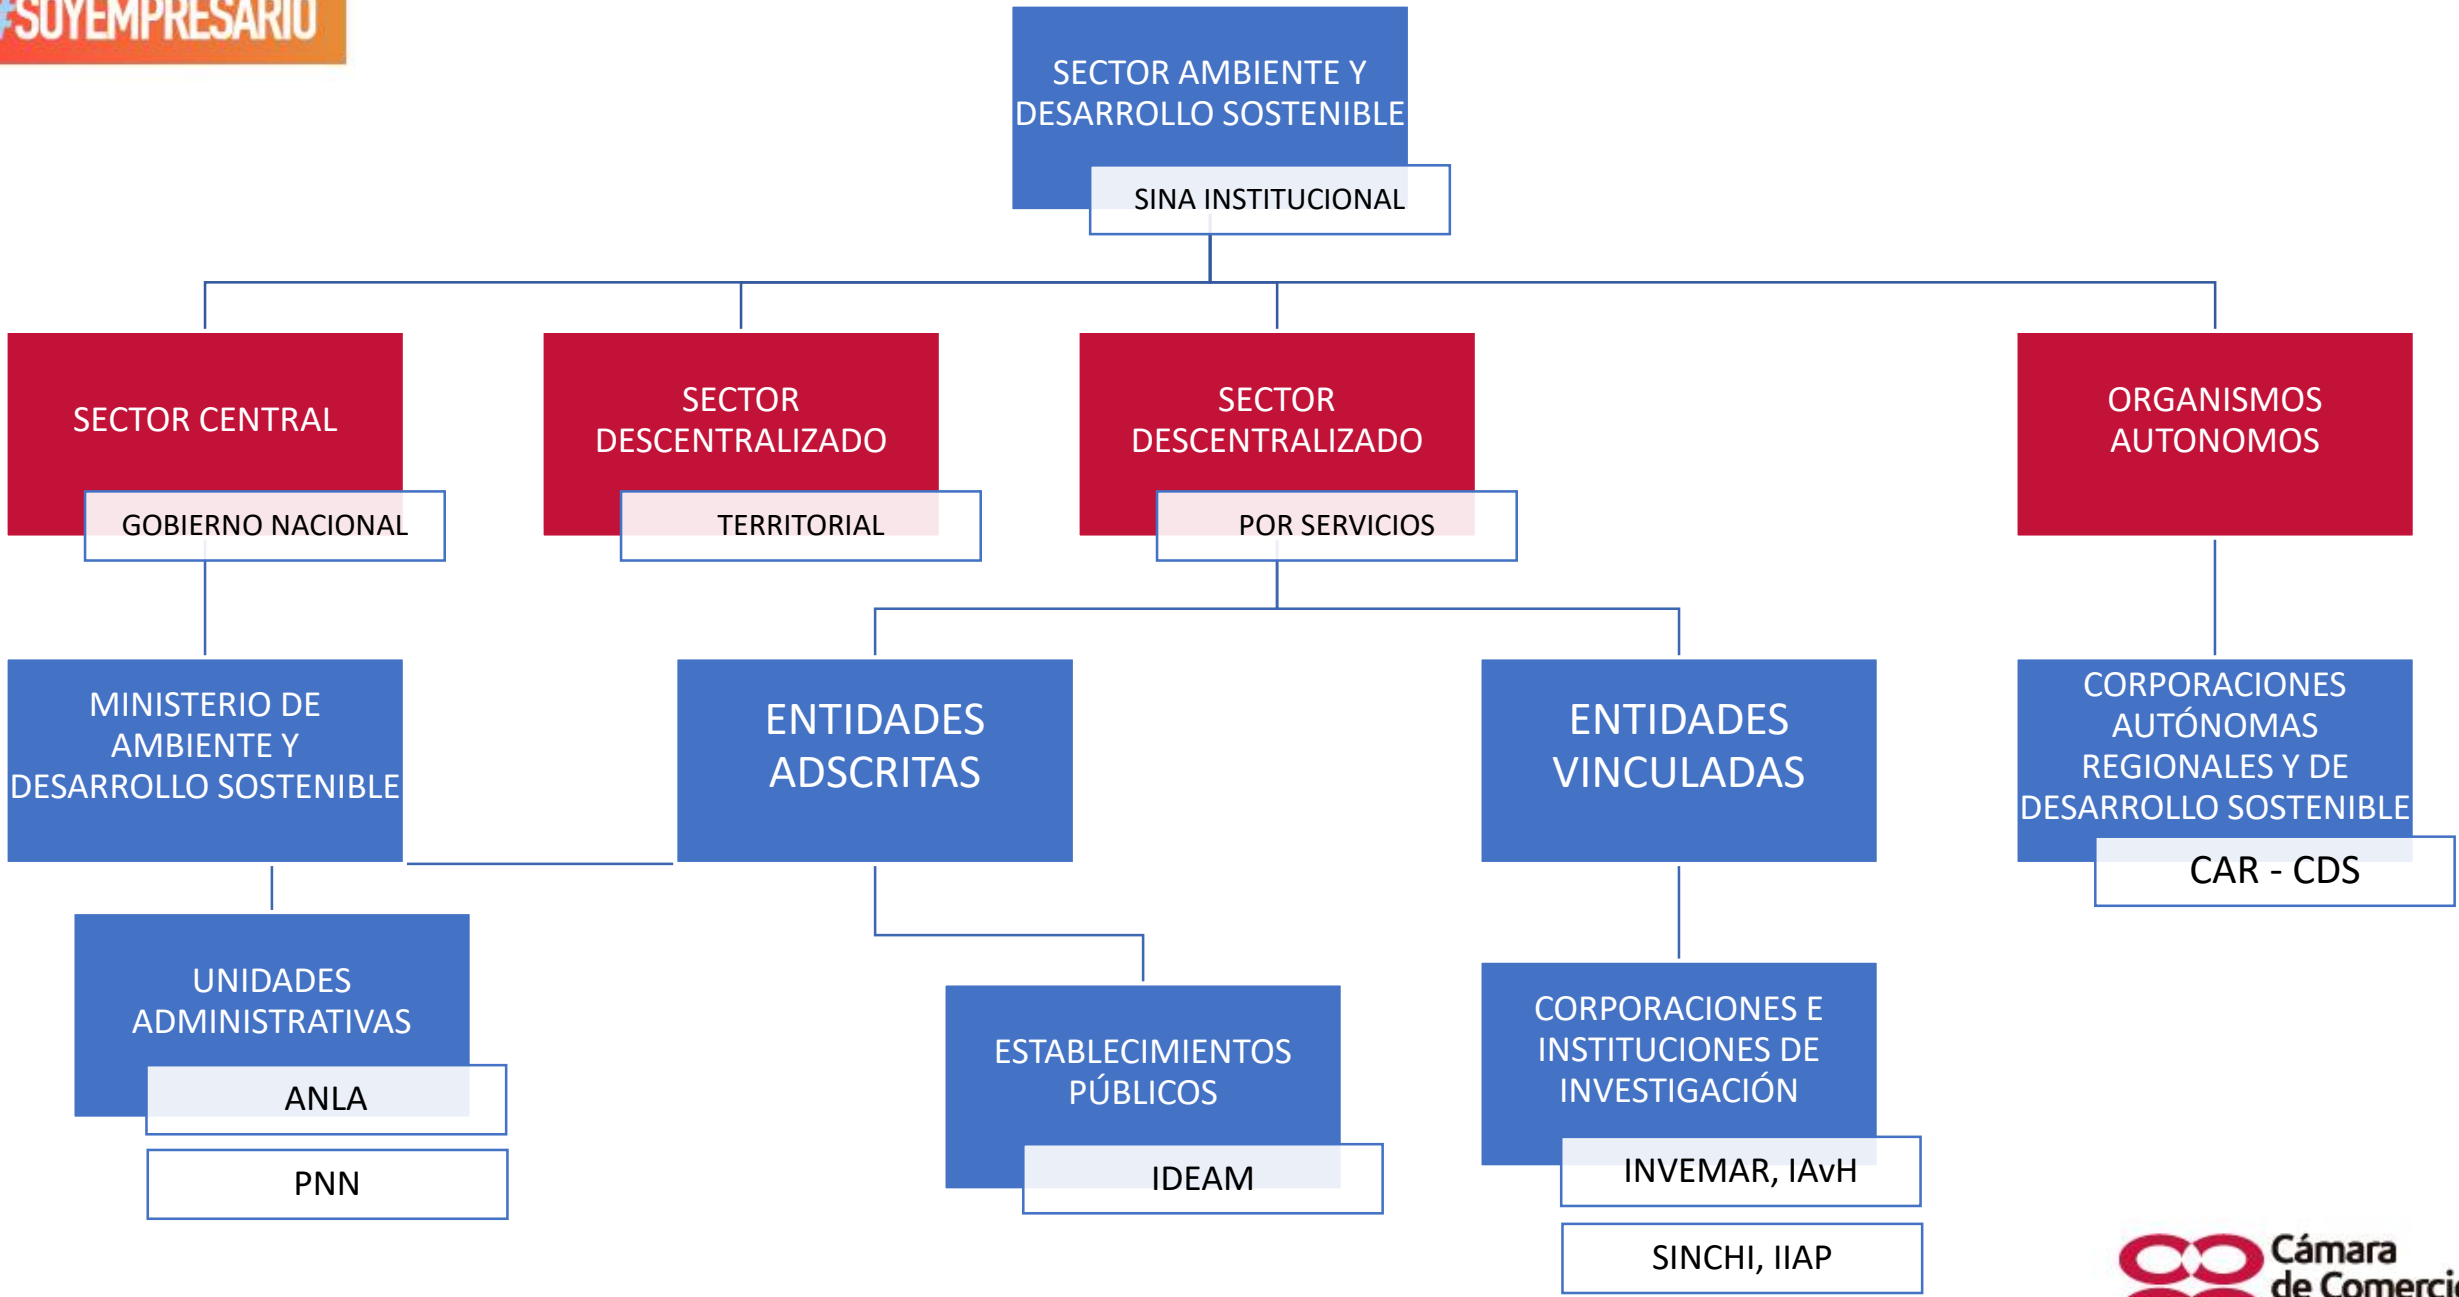 #SOYEMPRESARIO
SECTOR AMBIENTE Y
DESARROLLO SOSTENIBLE
SINA INSTITUCIONAL
SECTOR CENTRAL
GOBIERNO NACIONAL
SECTOR
DESCENTRALIZADO
TERRITORIAL
SECTOR
DESCENTRALIZADO
POR SERVICIOS
ORGANISMOS
AUTONOMOS
MINISTERIO DE
AMBIENTE Y
DESARROLLO SOSTENIBLE
ENTIDADES
ADSCRITAS
ENTIDADES
VINCULADAS
CORPORACIONES
AUTÓNOMAS
REGIONALES Y DE
DESARROLLO SOSTENIBLE
CAR - CDS
UNIDADES
ADMINISTRATIVAS
ANLA
PNN
ESTABLECIMIENTOS
PÚBLICOS
IDEAM
CORPORACIONES E
INSTITUCIONES DE
INVESTIGACIÓN
INVEMAR, IAvH
SINCHI, IIAP
Cámara
de Comercio